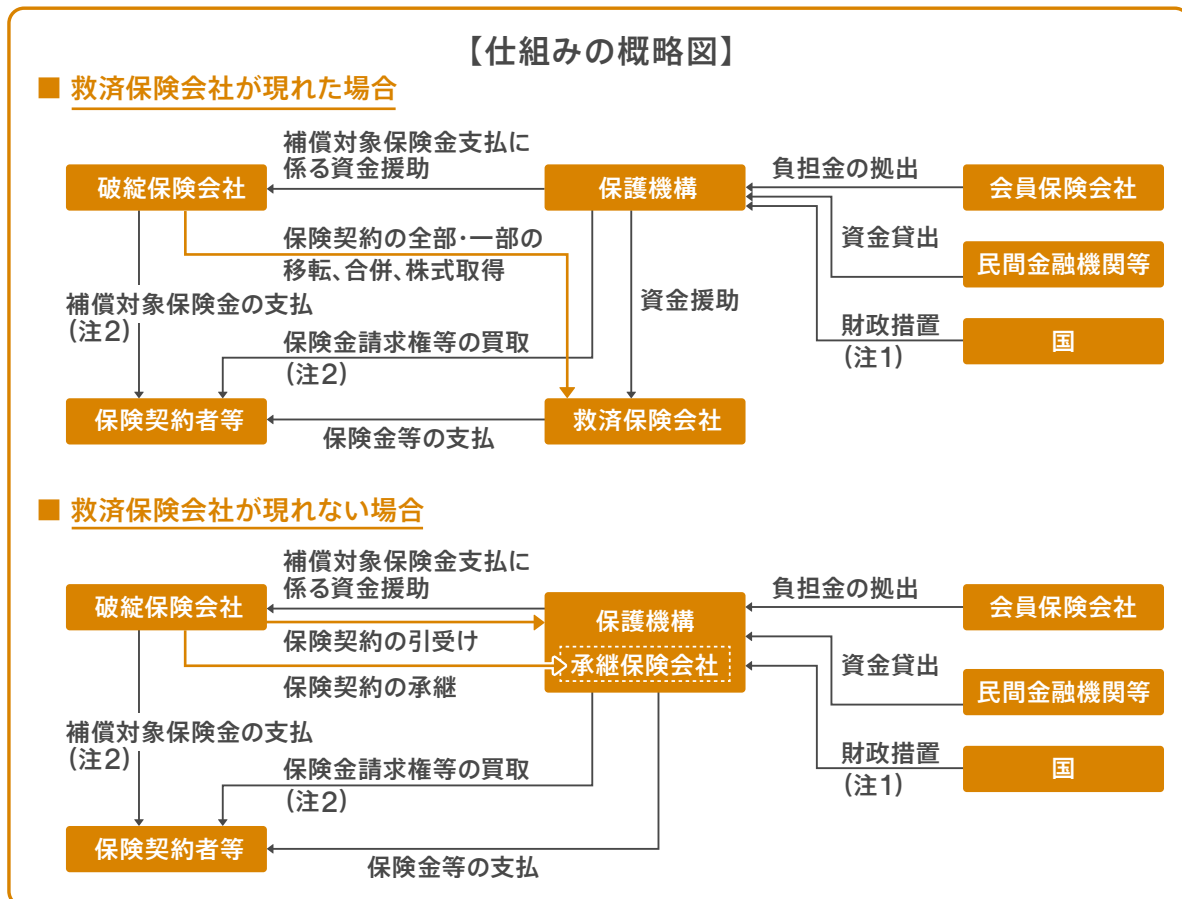 【仕組みの概略図】
■ 救済保険会社が現れた場合
補償対象保険金支払に
係る資金援助
負担金の拠出
破綻保険会社
保護機構
会員保険会社
保険契約の全部・一部の
移転、合併、株式取得
資金貸出
民間金融機関等
補償対象保険金の支払
(注2)
資金援助
財政措置
(注1)
国
保険金請求権等の買取
(注2)
保険契約者等
救済保険会社
保険金等の支払
■ 救済保険会社が現れない場合
補償対象保険金支払に
係る資金援助
負担金の拠出
破綻保険会社
保護機構
会員保険会社
保険契約の引受け
承継保険会社
資金貸出
保険契約の承継
民間金融機関等
補償対象保険金の支払
(注2)
財政措置
(注1)
国
保険金請求権等の買取
(注2)
保険契約者等
保険金等の支払